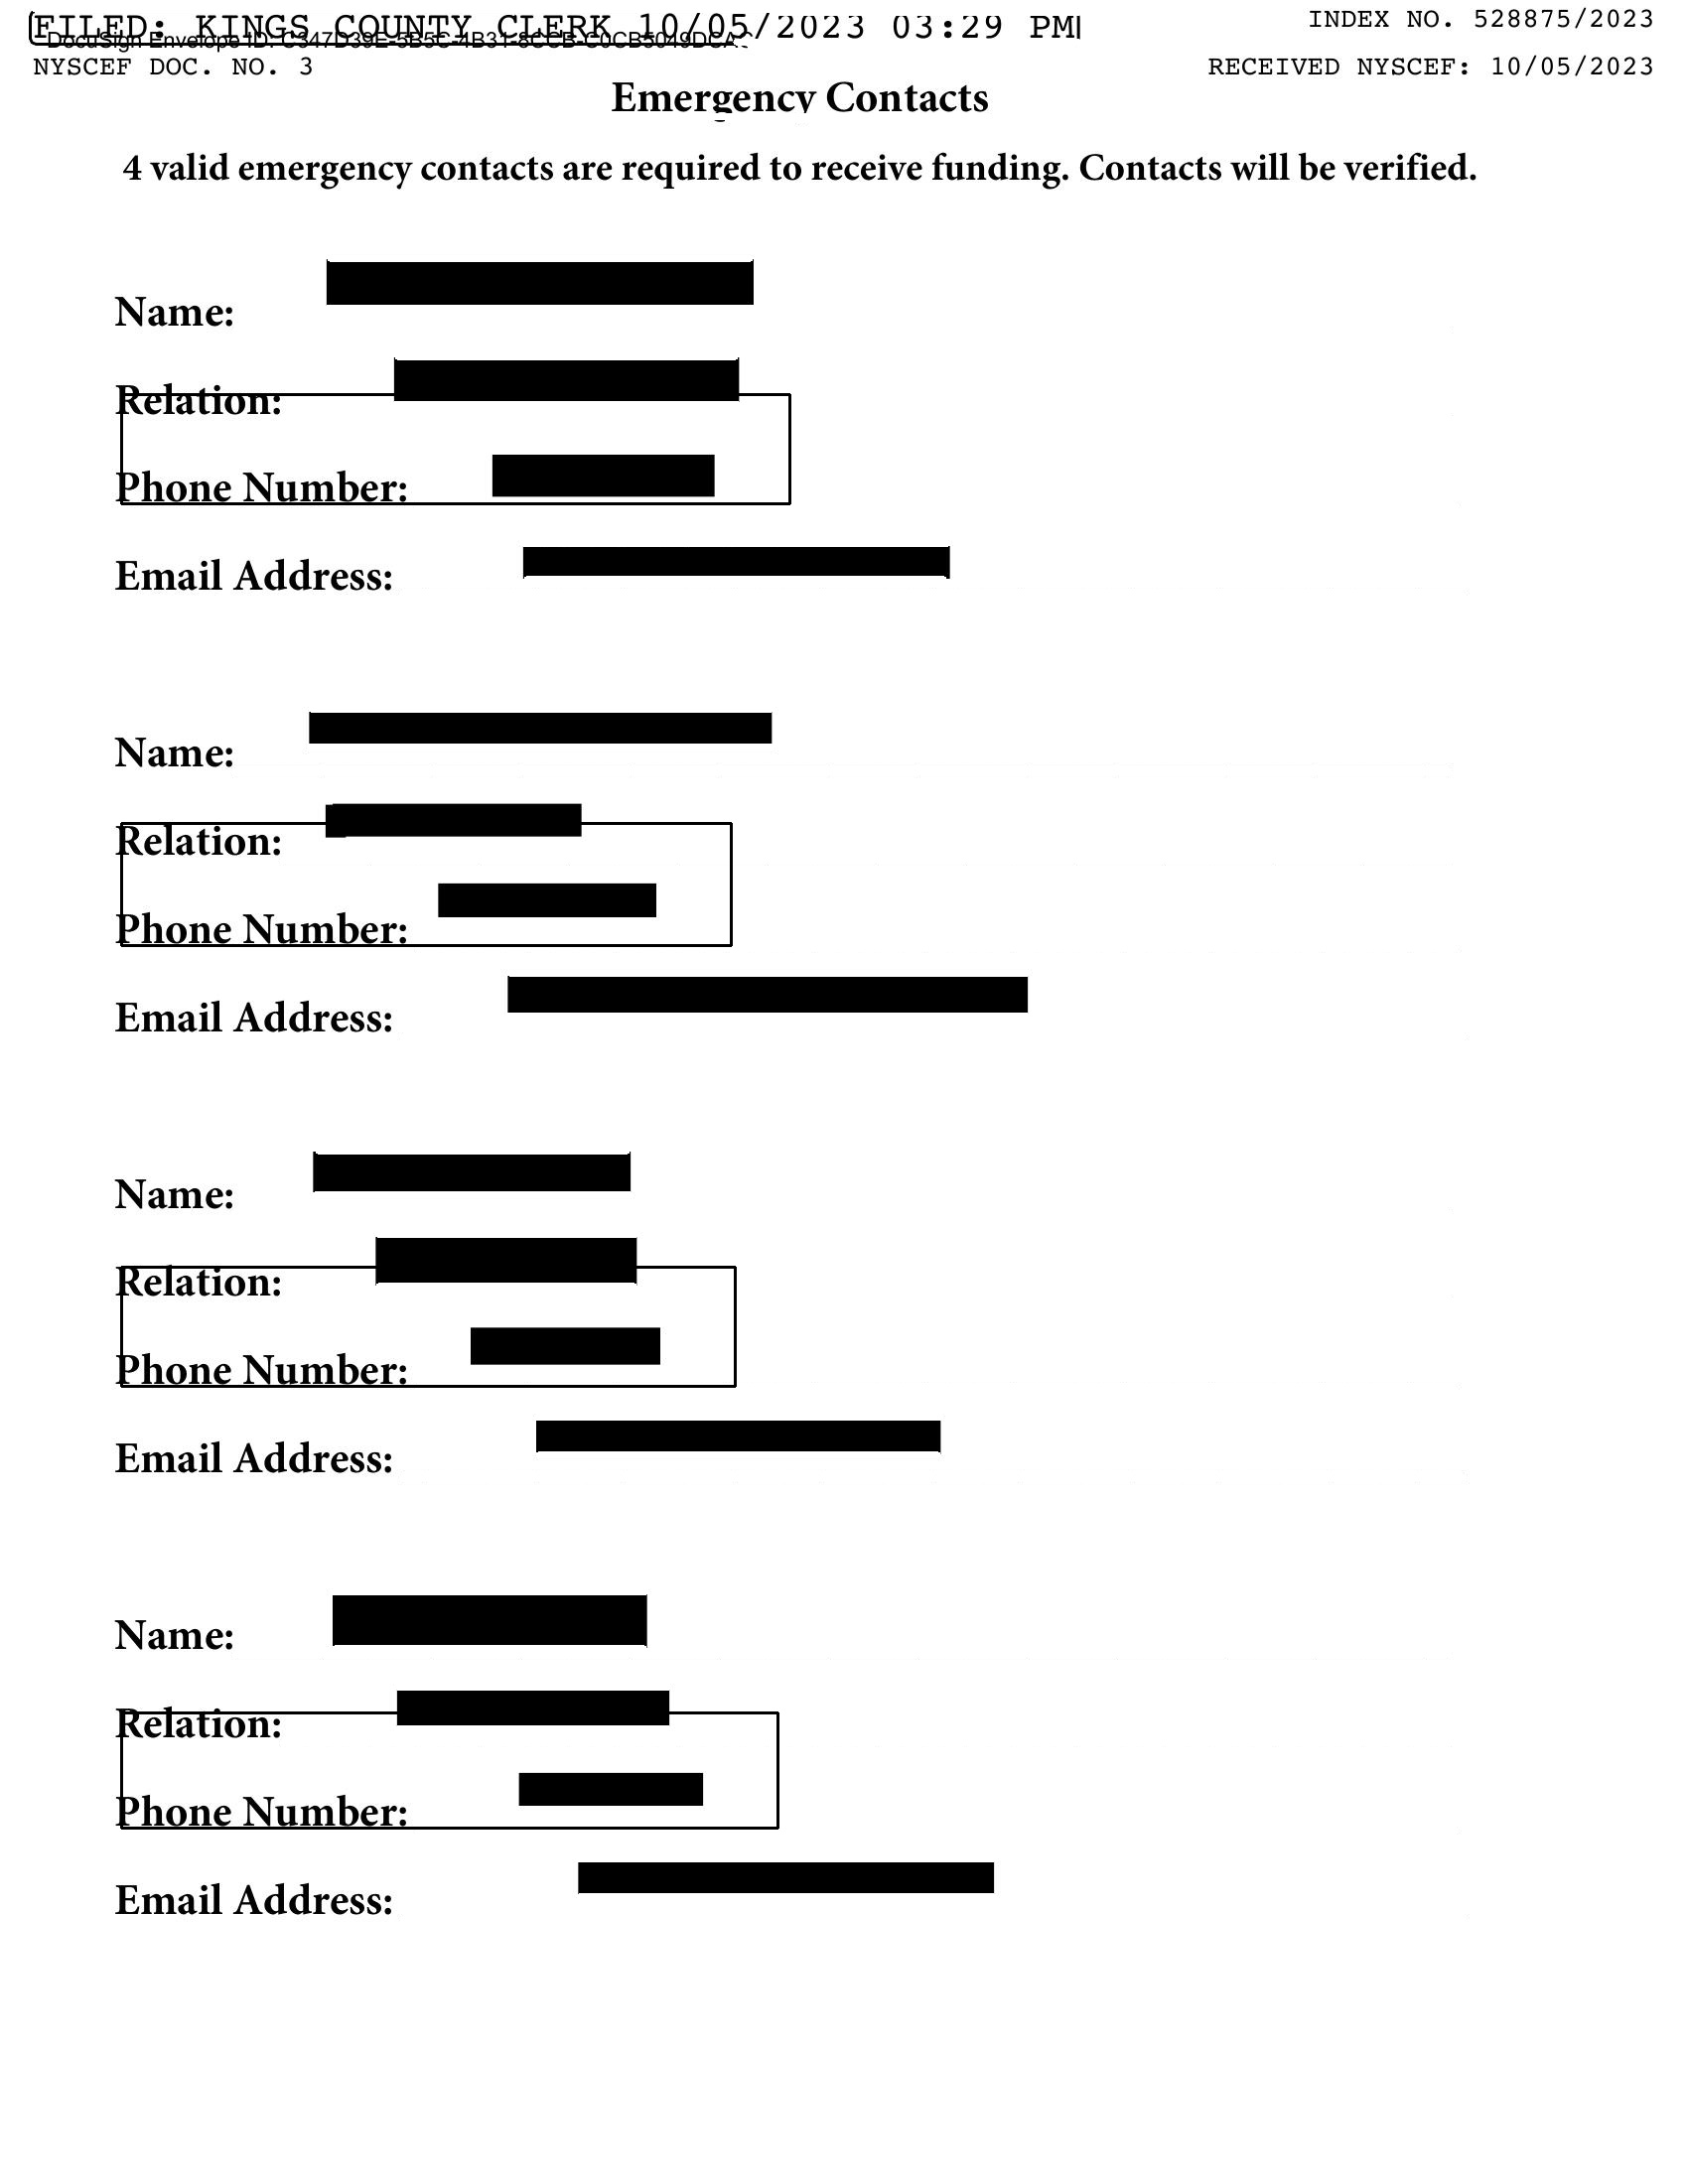 FILED: KINGS COUNTY CLERK 10/05/2023 03:29 PM
INDEX NO. 528875/2023
DocuSign Envelope ID: C347D39E-5B5C-4B31-8CCB-C0CB5049DCA
NYSCEF DOC. NO. 3
RECEIVED NYSCEF: 10/05/2023
Emergency Contacts
4 valid emergency contacts are required to receive funding. Contacts will be verified.
Name:
Relation:
Phone Number:
Email Address:
Name:
Relation:
Phone Number:
Email Address:
Name:
Relation:
Phone Number:
Email Address:
Name:
Relation:
Phone Number:
Email Address: